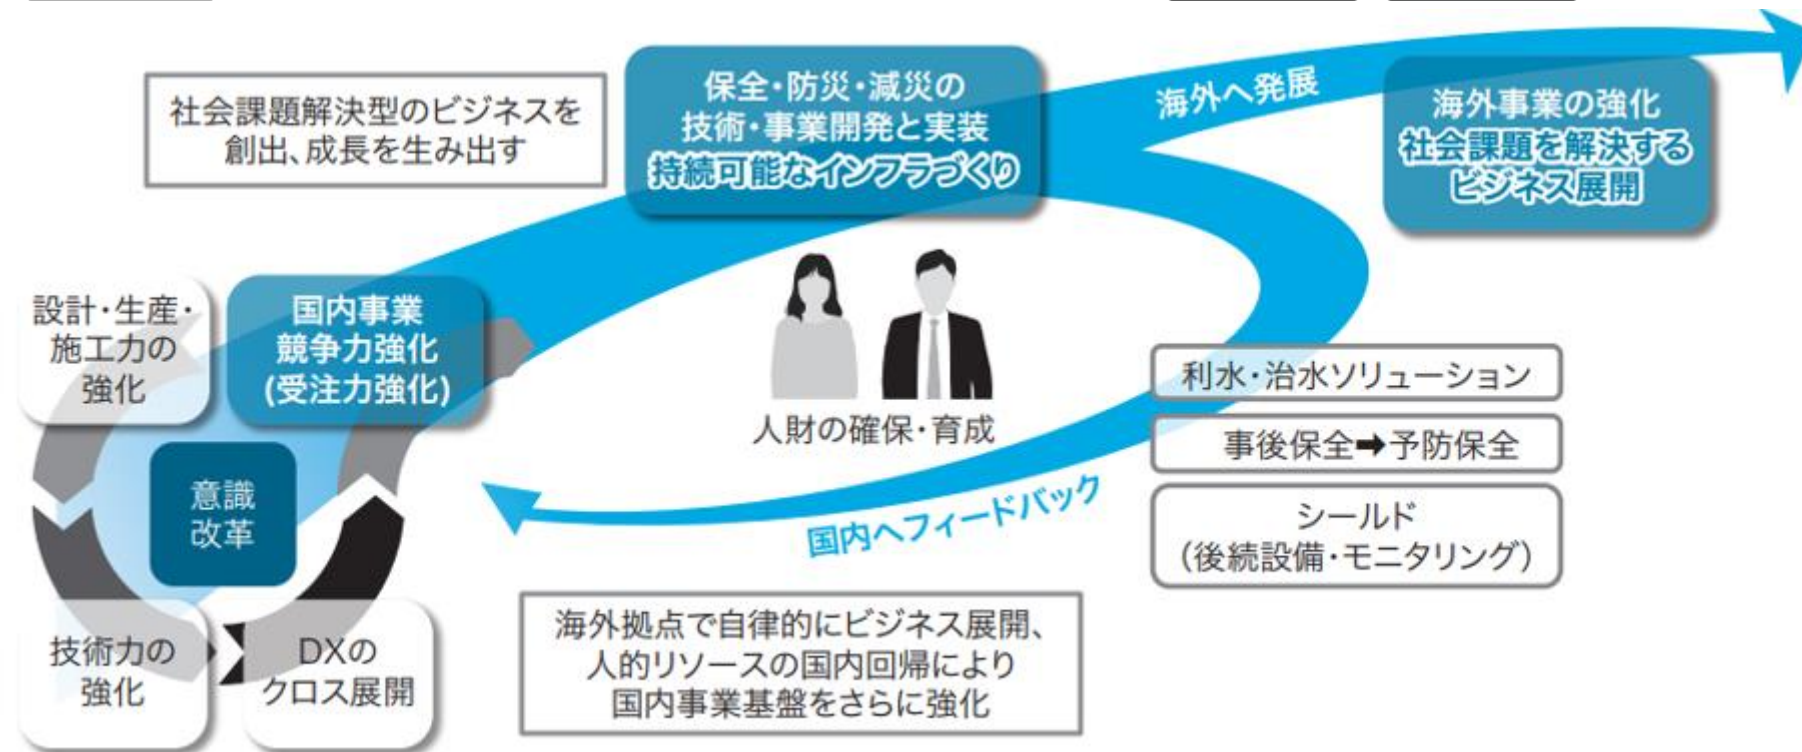 社会課題解決型のビジネスを
創出、成長を生み出す
保全・防災・減災の
技術・事業開発と実装
持続可能なインフラづくり
海外へ発展
海外事業の強化
社会課題を解決する
ビジネス展開
設計・生産・
施工力の
強化
国内事業
競争力強化
(受注力強化)
意識
改革
技術力の
強化
DXの
クロス展開
人財の確保・育成
利水・治水ソリューション
事後保全➡予防保全
シールド
（後続設備・モニタリング）
国内へフィードバック
海外拠点で自律的にビジネス展開、
人的リソースの国内回帰により
国内事業基盤をさらに強化